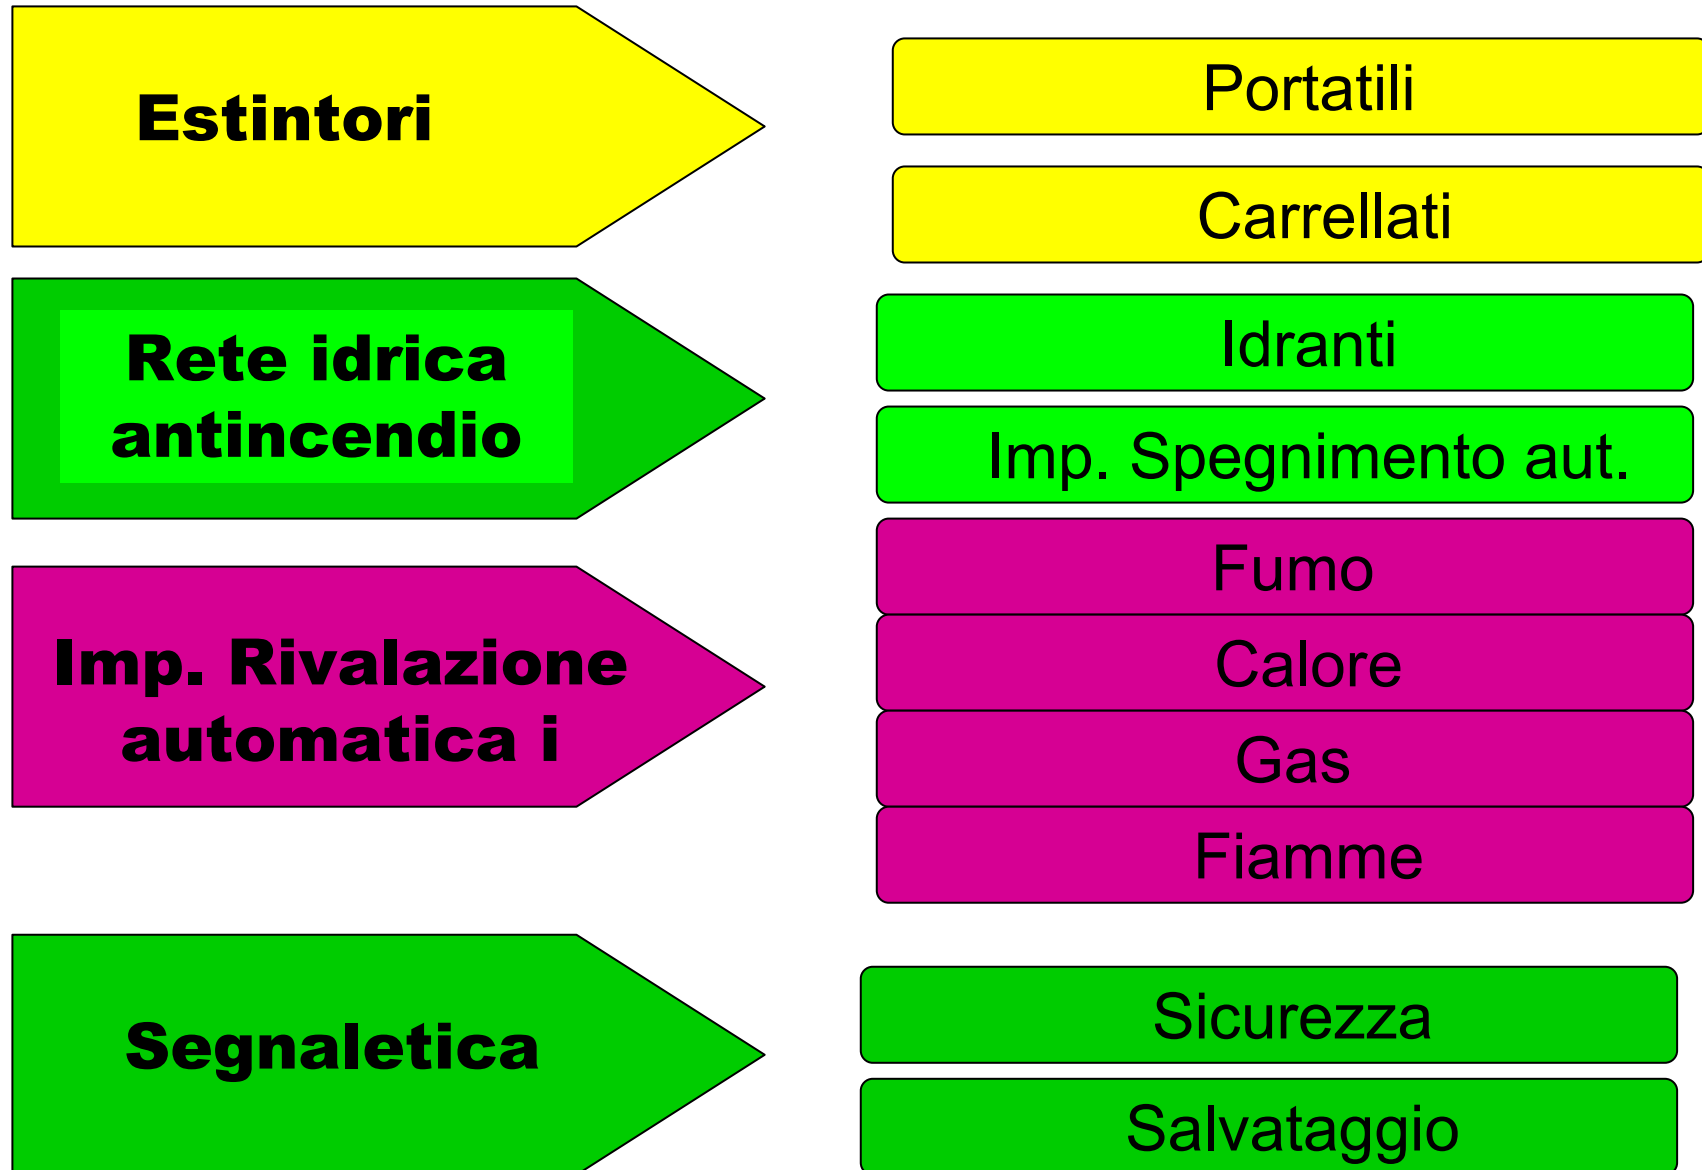 Estintori
Portatili
Carrellati
Rete idrica
antincendio
Idranti
Imp. Spegnimento aut.
Imp. Rivalazione
automatica i
Fumo
Calore
Gas
Fiamme
Segnaletica
Sicurezza
Salvataggio